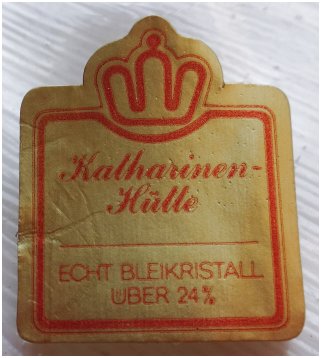 Katharinen-
Hütte
ECHT BLEIKRISTALL
ÜBER 24%